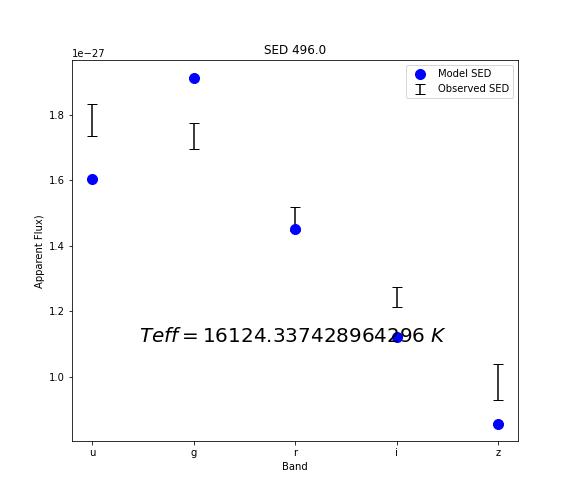 SED 496.0
1e−27
Model SED
Observed SED
1.8
1.6
1.4
1.2
1.0
Apparent Flux)
Teff = 16124.337428964296 K
u g r i z
Band